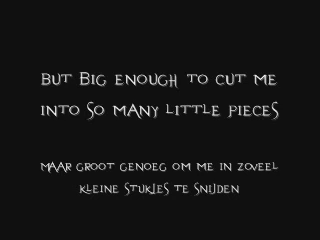 BUT BIG ENOUGH TO CUT ME
INTO SO MANY LITTLE PIECES
MAAR GROOT GENOEG OM ME IN ZOVEEL
KLEINE STUKJES TE SNIJDEN